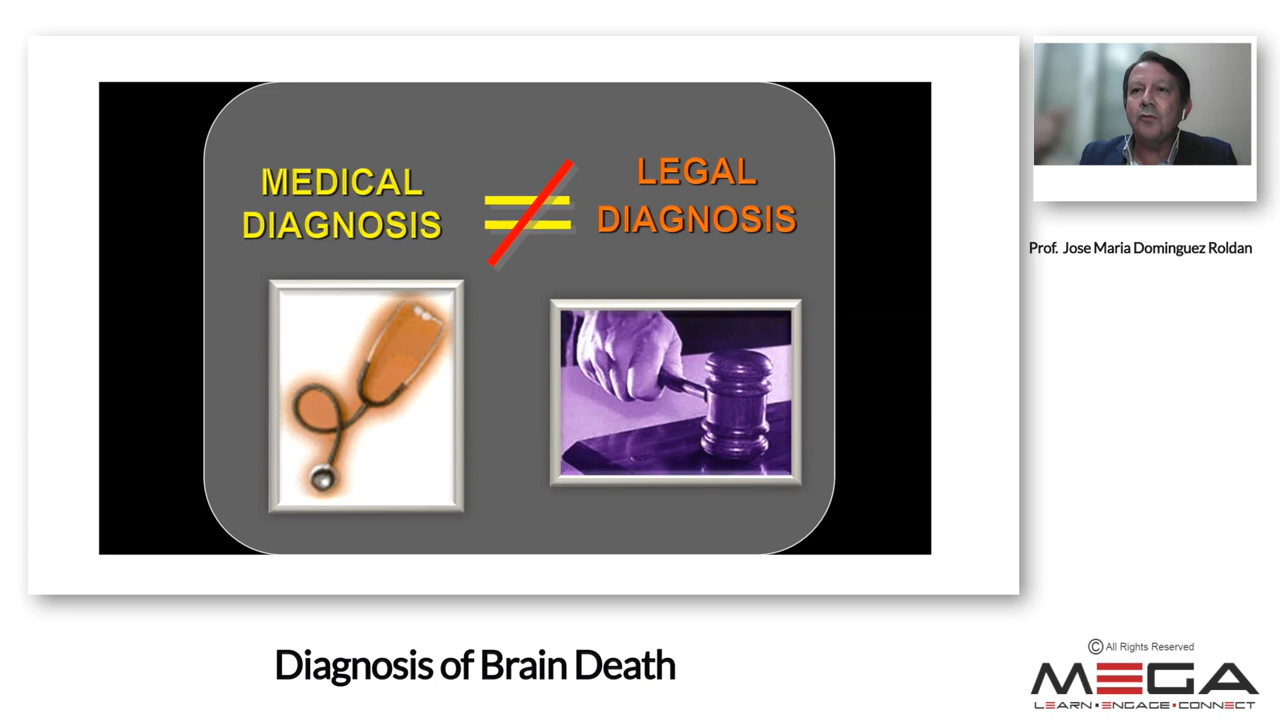 MEDICAL
DIAGNOSIS
LEGAL
DIAGNOSIS
Prof. Jose Maria Dominguez Roldan
Diagnosis of Brain Death
© All Rights Reserved
MEGA
LEARN·ENGAGE·CONNECT